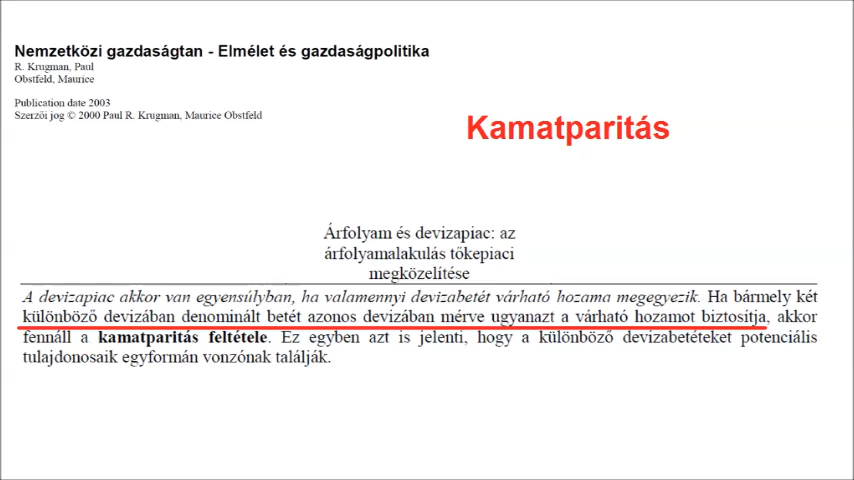 Nemzetközi gazdaságtan - Elmélet és gazdaságpolitika
R. Krugman, Paul
Obstfeld, Maurice
Publication date 2003
Szerzői jog © 2000 Paul R. Krugman, Maurice Obstfeld
Kamatparitás
Árfolyam és devizapiac: az
árfolyamalakulás tőkepiaci
megközelítése
A devizapiac akkor van egyensúlyban, ha valamennyi devizabetét várható hozama megegyezik. Ha bármely két
különböző devizában denominált betét azonos devizában mérve ugyanazt a várható hozamot biztosítja, akkor
fennáll a kamatparitás feltétele. Ez egyben azt is jelenti, hogy a különböző devizabetéteket potenciális
tulajdonosaik egyformán vonzónak találják.